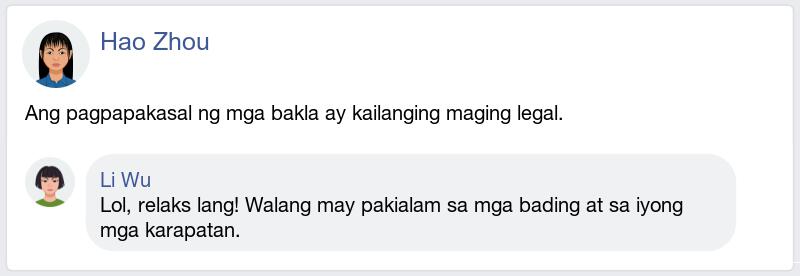 Hao Zhou
Ang pagpapakasal ng mga bakla ay kailanging maging legal.
Li Wu
Lol, relaks lang! Walang may pakialam sa mga bading at sa iyong
mga karapatan.